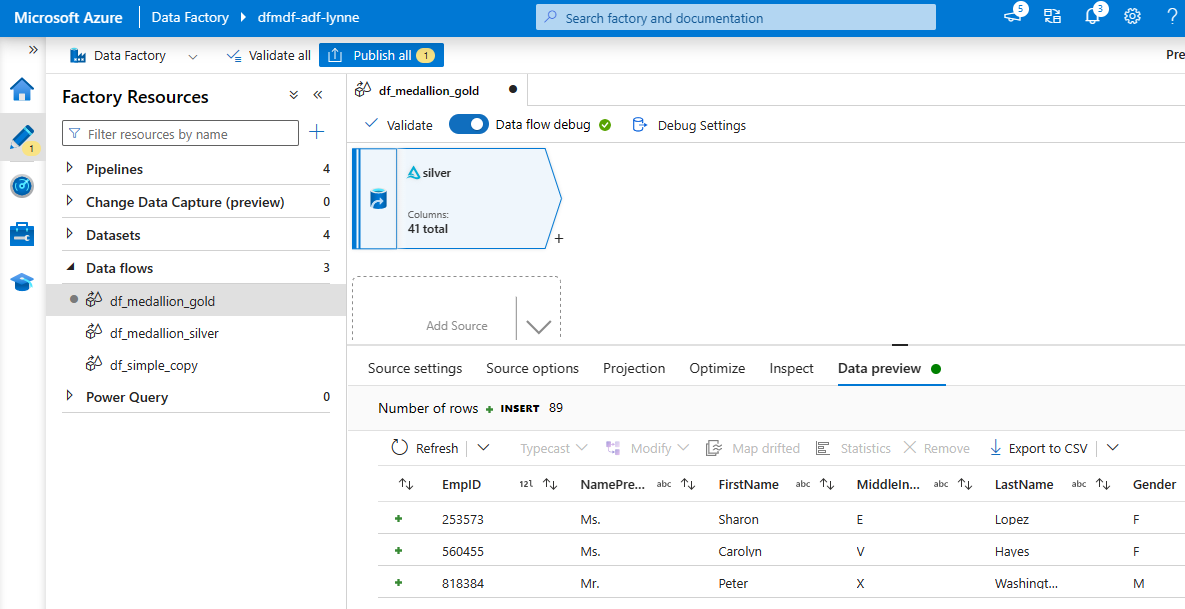 Microsoft Azure Data Factory dfmdf-adf-lynne Search factory and documentation 5 3 ?
Data Factory Validate all Publish all 1 Pre
Factory Resources
Filter resources by name
1
Pipelines 4
Change Data Capture (preview) 0
Datasets 4
Data flows 3
df_medallion_gold
df_medallion_silver
df_simple_copy
Power Query 0
df_medallion_gold
Validate Data flow debug Debug Settings
silver
Columns:
41 total
+
Add Source
Source settings Source options Projection Optimize Inspect Data preview
Number of rows + INSERT 89
Refresh Typecast Modify Map drifted Statistics Remove Export to CSV
EmpID 12l NamePre... abc FirstName abc MiddleIn... abc LastName abc Gender
+ 253573 Ms. Sharon E Lopez F
+ 560455 Ms. Carolyn V Hayes F
+ 818384 Mr. Peter X Washingt... M